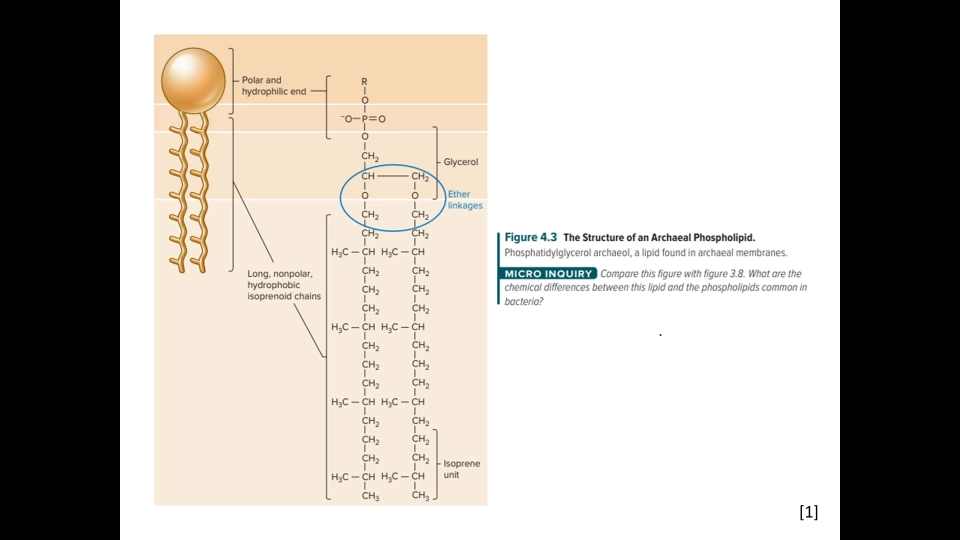 Polar and
hydrophilic end
R
O
⁻O–P=O
O
CH₂
Glycerol
CH — CH₂
O O
Ether
linkages
CH₂ CH₂
CH₂ CH₂
H₃C — CH H₃C — CH
CH₂ CH₂
Long, nonpolar,
hydrophobic
isoprenoid chains
CH₂ CH₂
CH₂ CH₂
H₃C — CH H₃C — CH
CH₂ CH₂
CH₂ CH₂
CH₂ CH₂
H₃C — CH H₃C — CH
CH₂ CH₂
CH₂ CH₂
CH₂ CH₂
Isoprene
unit
H₃C — CH H₃C — CH
CH₃ CH₃
Figure 4.3 The Structure of an Archaeal Phospholipid.
Phosphatidylglycerol archaeol, a lipid found in archaeal membranes.
MICRO INQUIRY Compare this figure with figure 3.8. What are the
chemical differences between this lipid and the phospholipids common in
bacteria?
[1]